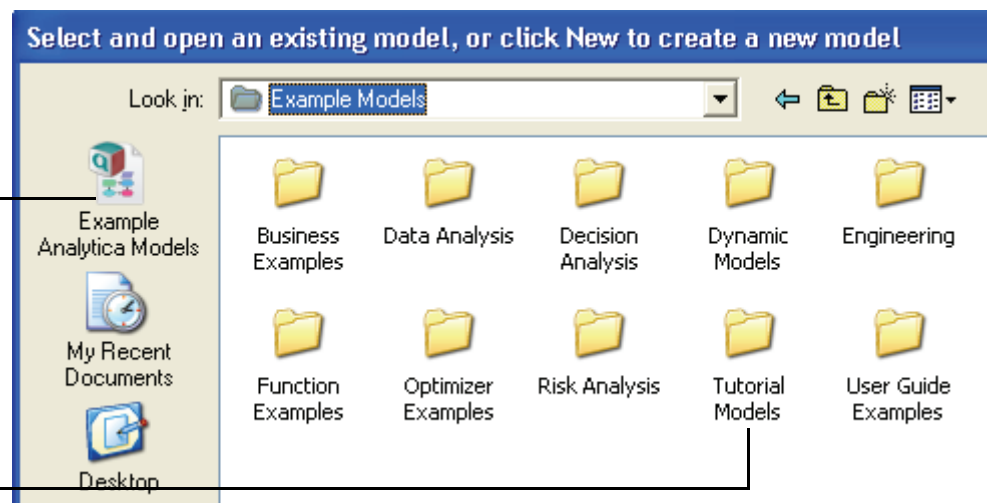 Select and open an existing model, or click New to create a new model
Look in: Example Models
Example
Analytica Models
My Recent
Documents
Desktop
Business
Examples
Data Analysis
Decision
Analysis
Dynamic
Models
Engineering
Function
Examples
Optimizer
Examples
Risk Analysis
Tutorial
Models
User Guide
Examples